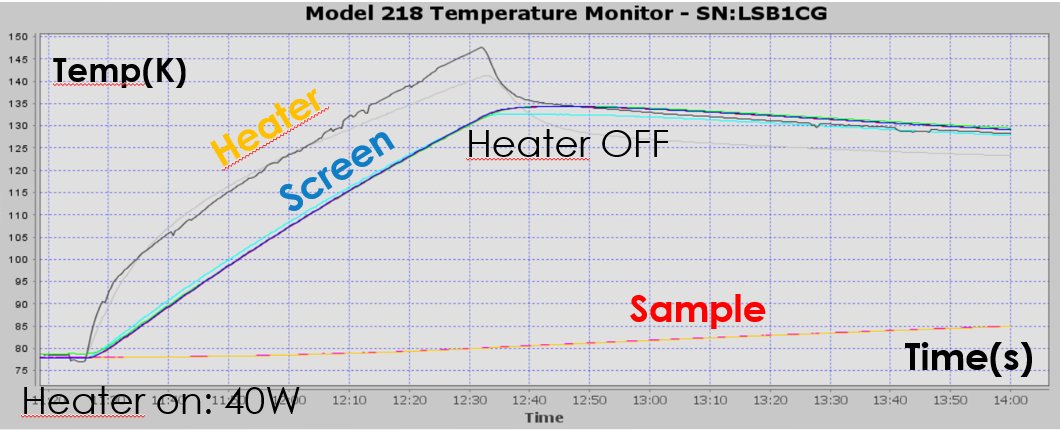 Model 218 Temperature Monitor - SN:LSB1CG
150
145
140
135
130
125
120
115
110
105
100
95
90
85
80
75
Temp(K)
Heater
Screen
Heater OFF
Sample
Time(s)
Heater on: 40W
12:10 12:20 12:30 12:40 12:50 13:00 13:10 13:20 13:30 13:40 13:50 14:00
Time